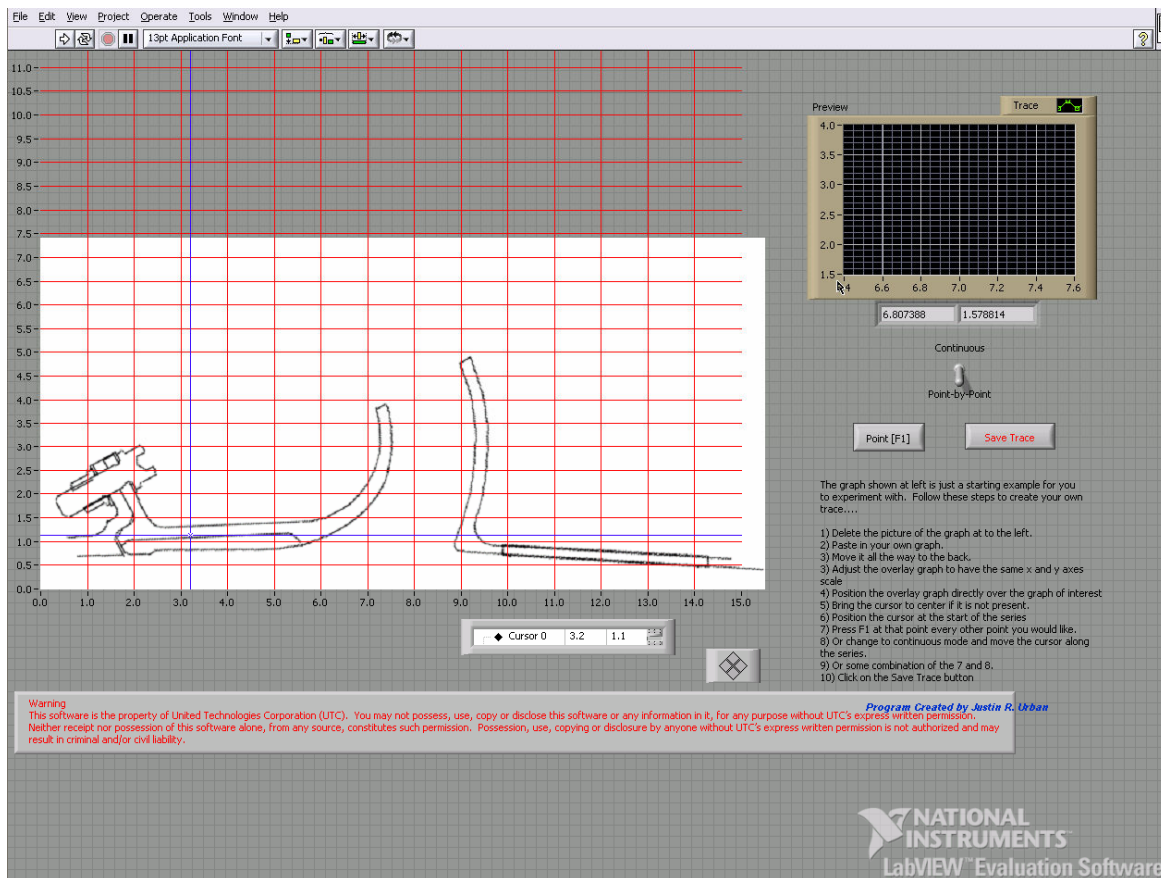 File Edit View Project Operate Tools Window Help
13pt Application Font
11.0
10.5
10.0
9.5
9.0
8.5
8.0
7.5
7.0
6.5
6.0
5.5
5.0
4.5
4.0
3.5
3.0
2.5
2.0
1.5
1.0
0.5
0.0
0.0 1.0 2.0 3.0 4.0 5.0 6.0 7.0 8.0 9.0 10.0 11.0 12.0 13.0 14.0 15.0
Cursor 0 3.2 1.1
Preview
Trace
4.0
3.5
3.0
2.5
2.0
1.5
4 6.6 6.8 7.0 7.2 7.4 7.6
6.807388 1.578814
Continuous
Point-by-Point
Point [F1] Save Trace
The graph shown at left is just a starting example for you
to experiment with. Follow these steps to create your own
trace....
1) Delete the picture of the graph at to the left.
2) Paste in your own graph.
3) Move it all the way to the back.
3) Adjust the overlay graph to have the same x and y axes
scale
4) Position the overlay graph directly over the graph of interest
5) Bring the cursor to center if it is not present.
6) Position the cursor at the start of the series
7) Press F1 at that point every other point you would like.
8) Or change to continuous mode and move the cursor along
the series.
9) Or some combination of the 7 and 8.
10) Click on the Save Trace button
Program Created by Justin R. Urban
Warning
This software is the property of United Technologies Corporation (UTC). You may not possess, use, copy or disclose this software or any information in it, for any purpose without UTC's express written permission.
Neither receipt nor possession of this software alone, from any source, constitutes such permission. Possession, use, copying or disclosure by anyone without UTC's express written permission is not authorized and may
result in criminal and/or civil liability.
NATIONAL
INSTRUMENTS
LabVIEW™ Evaluation Software